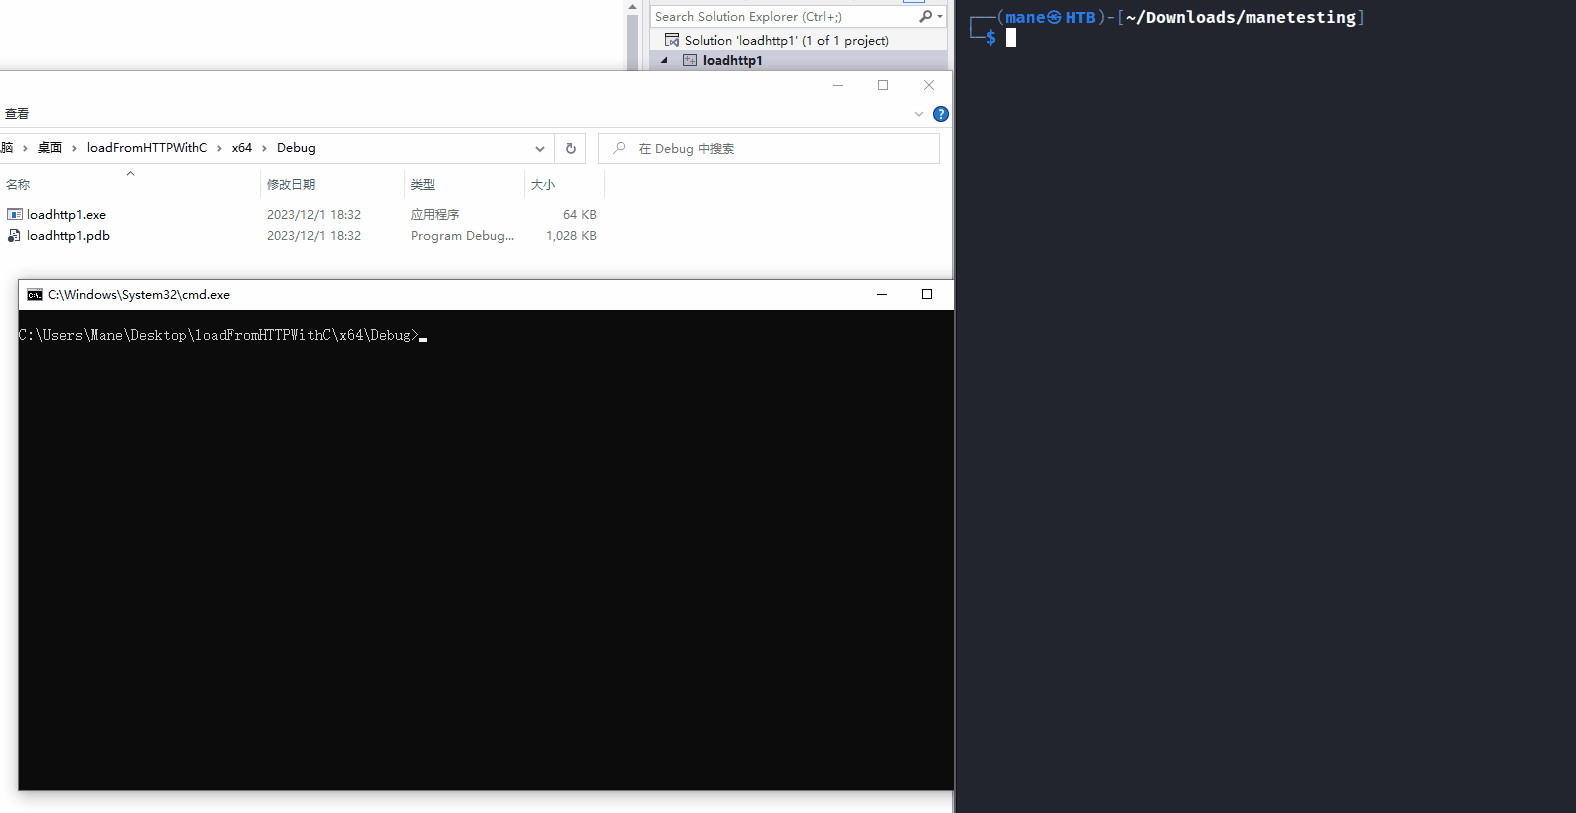 Search Solution Explorer (Ctrl+;)
Solution 'loadhttp1' (1 of 1 project)
loadhttp1
查看
脑 › 桌面 › loadFromHTTPWithC › x64 › Debug
在 Debug 中搜索
名称 修改日期 类型 大小
loadhttp1.exe 2023/12/1 18:32 应用程序 64 KB
loadhttp1.pdb 2023/12/1 18:32 Program Debug... 1,028 KB
C:\Windows\System32\cmd.exe
C:\Users\Mane\Desktop\loadFromHTTPWithC\x64\Debug>
┌──(mane㉿HTB)-[~/Downloads/manetesting]
└─$